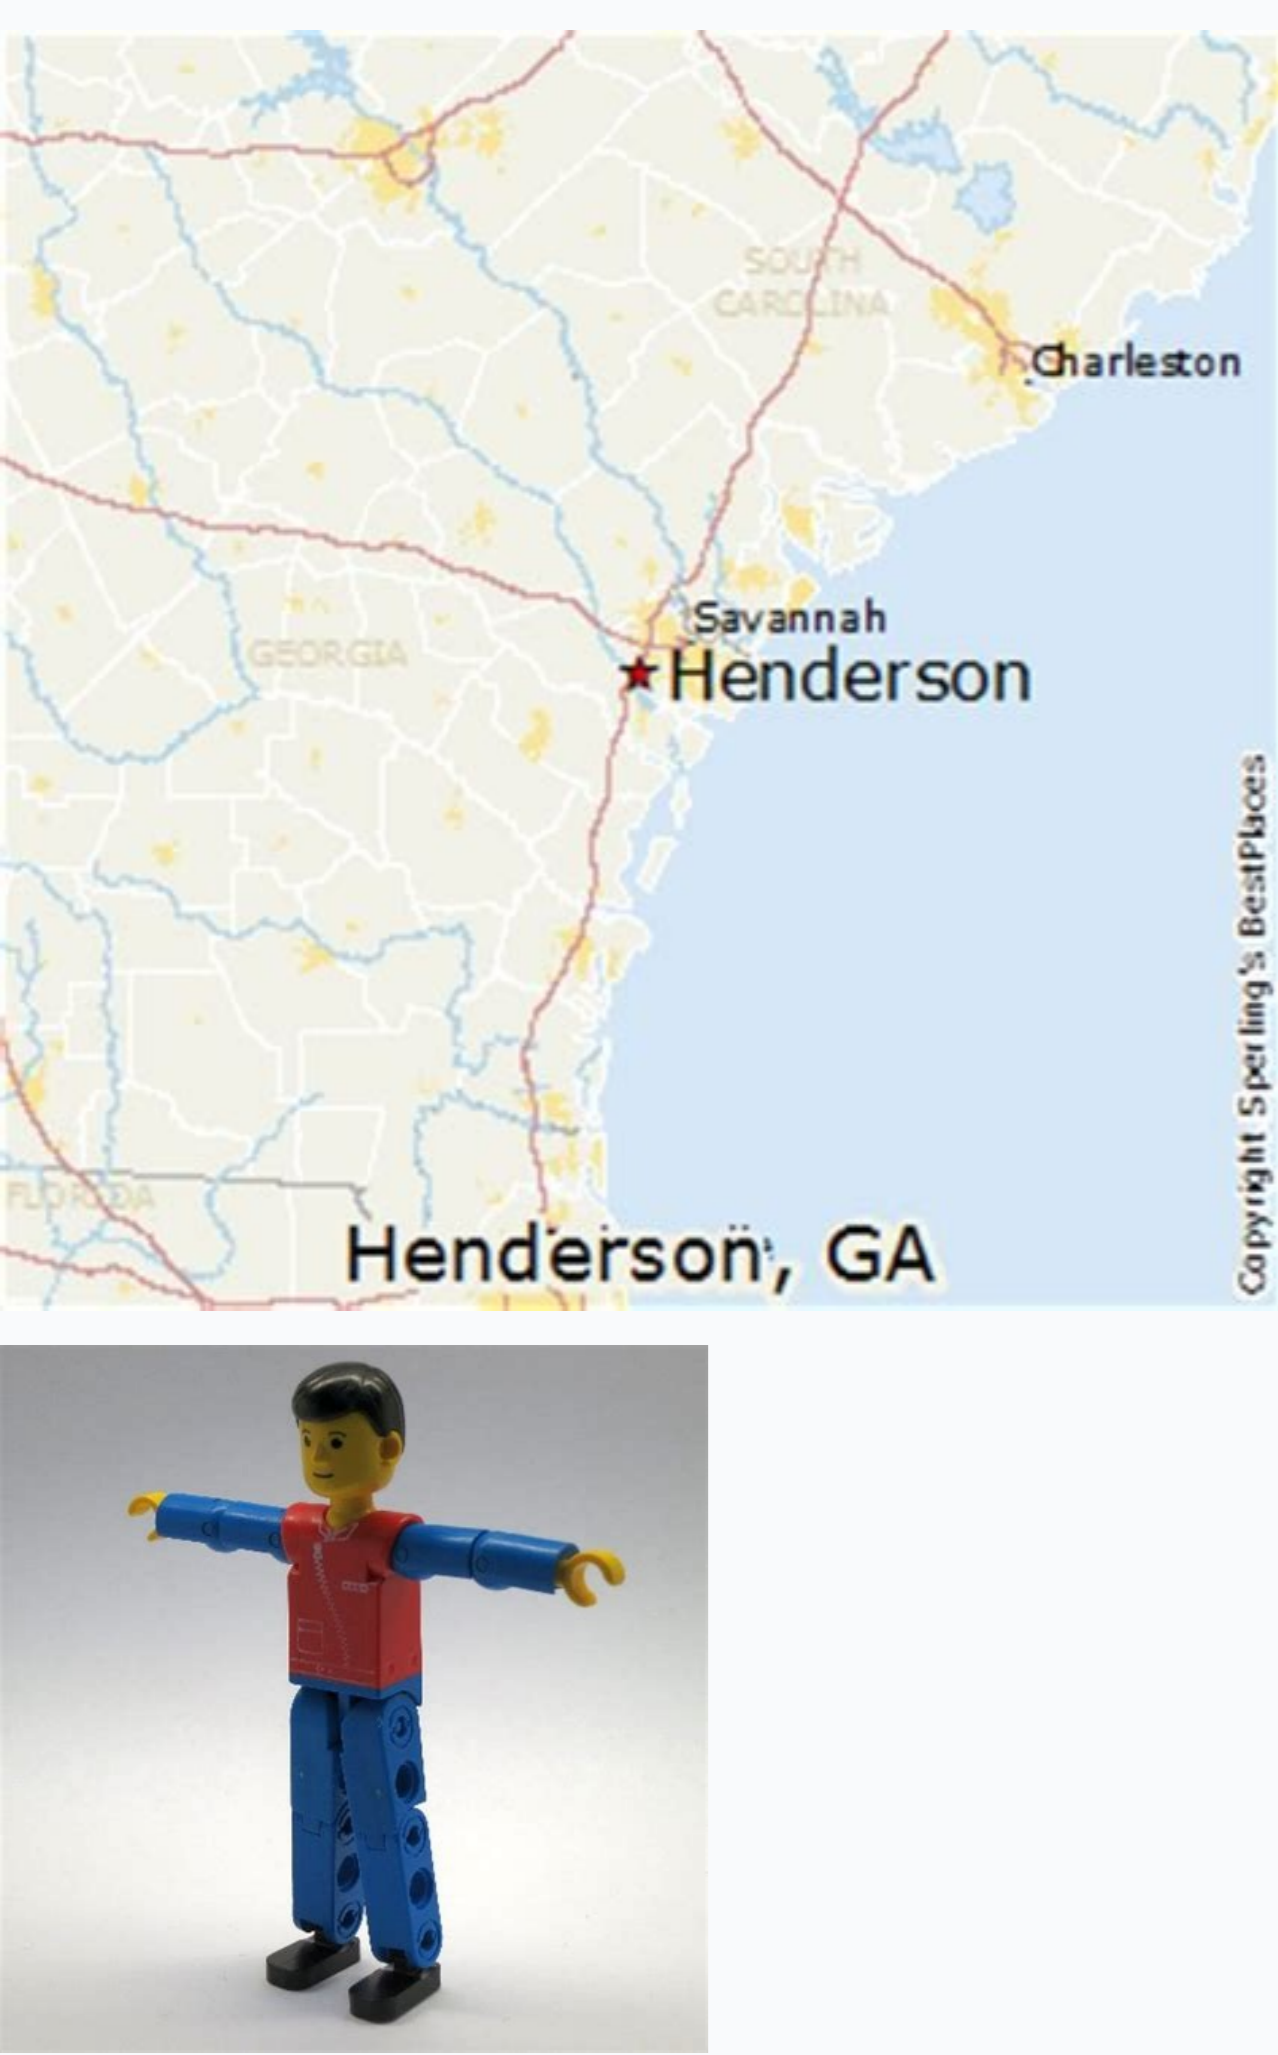 SOUTH
CAROLINA
Charleston
Savannah
Henderson
GEORGIA
FLORIDA
Henderson, GA
Copyright Sperling's BestPlaces